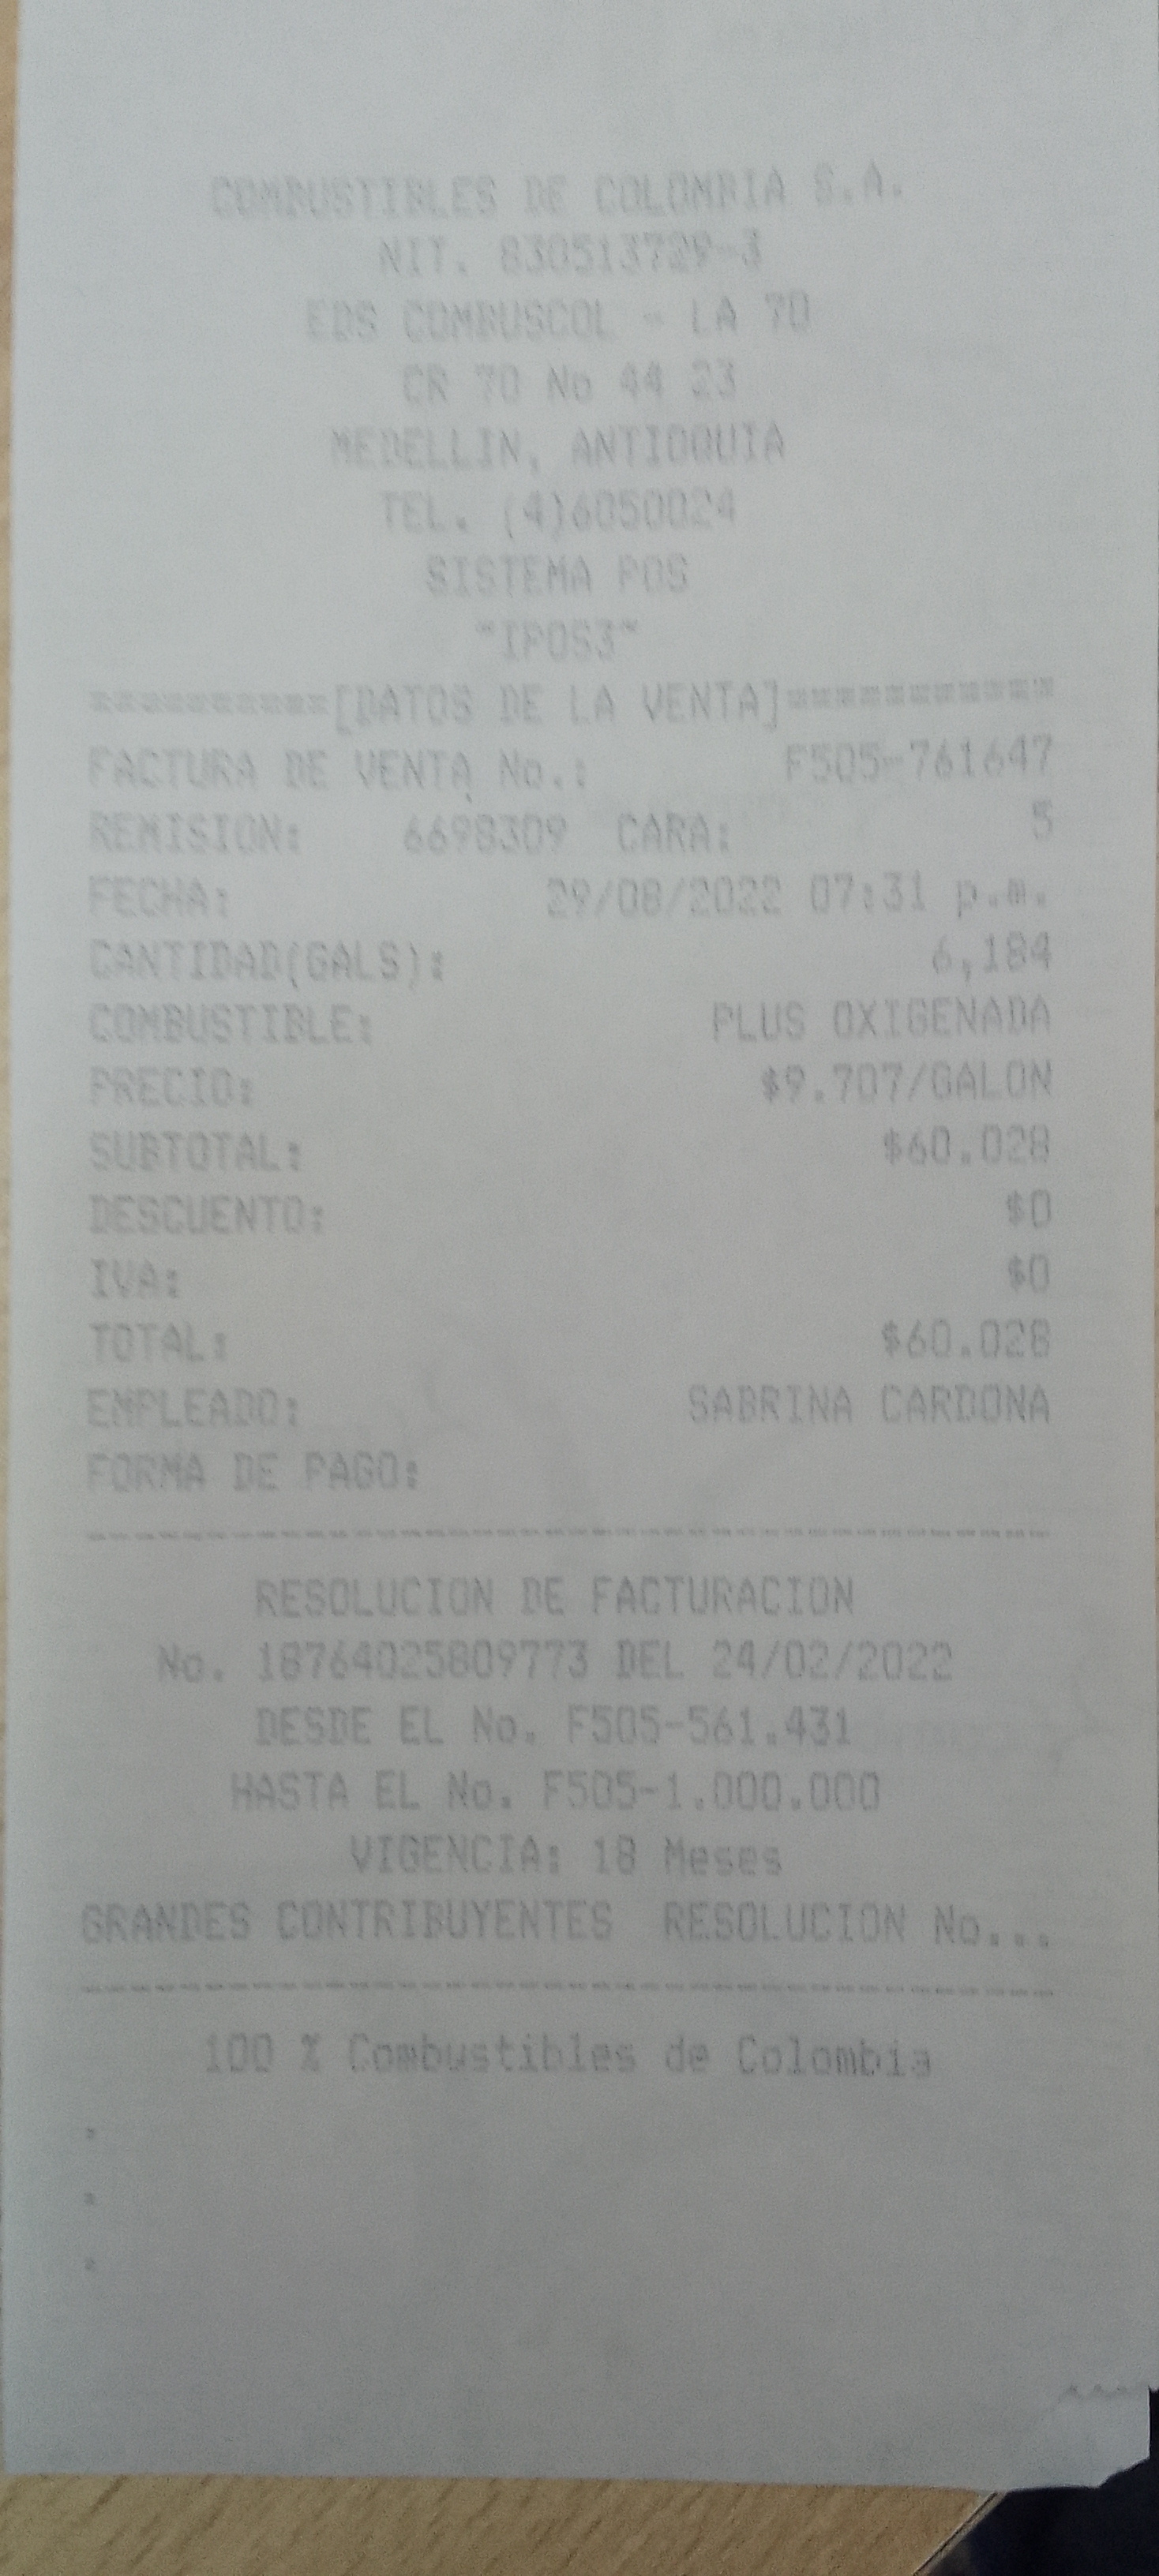 COMBUSTIBLES DE COLOMBIA S.A.
NIT. 830513729-3
EDS COMBUSCOL - LA 70
CR 70 No 44 23
MEDELLIN, ANTIOQUIA
TEL. (4)6050024
SISTEMA POS
"IPOS3"
==========[DATOS DE LA VENTA]===========
FACTURA DE VENTA No.: F505-761647
REMISION: 6698309 CARA: 5
FECHA: 29/08/2022 07:31 p.m.
CANTIDAD(GALS): 6,184
COMBUSTIBLE: PLUS OXIGENADA
PRECIO: $9.707/GALON
SUBTOTAL: $60.028
DESCUENTO: $0
IVA: $0
TOTAL: $60.028
EMPLEADO: SABRINA CARDONA
FORMA DE PAGO:
----------------------------------------
RESOLUCION DE FACTURACION
No. 18764025809773 DEL 24/02/2022
DESDE EL No. F505-561.431
HASTA EL No. F505-1.000.000
VIGENCIA: 18 Meses
GRANDES CONTRIBUYENTES RESOLUCION No...
----------------------------------------
100 % Combustibles de Colombia
.
.
.